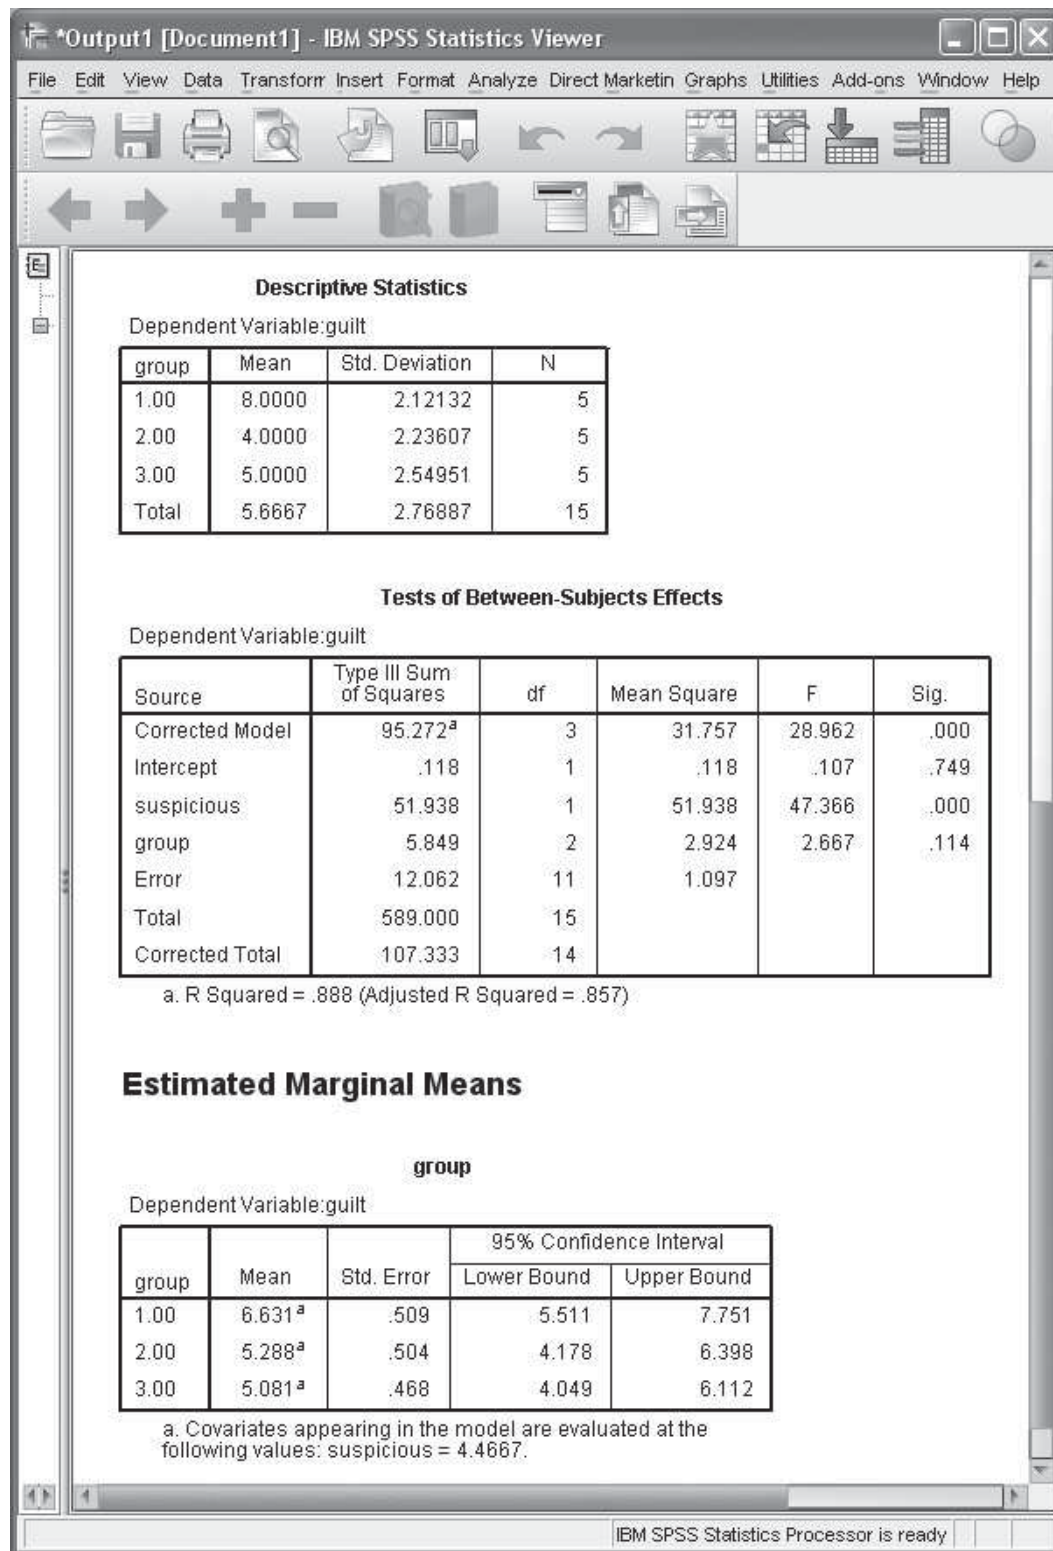 *Output1 [Document1] - IBM SPSS Statistics Viewer
File Edit View Data Transforr Insert Format Analyze Direct Marketin Graphs Utilities Add-ons Window Help
Descriptive Statistics
Dependent Variable:guilt
group Mean Std. Deviation N
1.00 8.0000 2.12132 5
2.00 4.0000 2.23607 5
3.00 5.0000 2.54951 5
Total 5.6667 2.76887 15
Tests of Between-Subjects Effects
Dependent Variable:guilt
Source Type III Sum of Squares df Mean Square F Sig.
Corrected Model 95.272a 3 31.757 28.962 .000
Intercept .118 1 .118 .107 .749
suspicious 51.938 1 51.938 47.366 .000
group 5.849 2 2.924 2.667 .114
Error 12.062 11 1.097
Total 589.000 15
Corrected Total 107.333 14
a. R Squared = .888 (Adjusted R Squared = .857)
Estimated Marginal Means
group
Dependent Variable:guilt
95% Confidence Interval
group Mean Std. Error Lower Bound Upper Bound
1.00 6.631a .509 5.511 7.751
2.00 5.288a .504 4.178 6.398
3.00 5.081a .468 4.049 6.112
a. Covariates appearing in the model are evaluated at the
following values: suspicious = 4.4667.
IBM SPSS Statistics Processor is ready